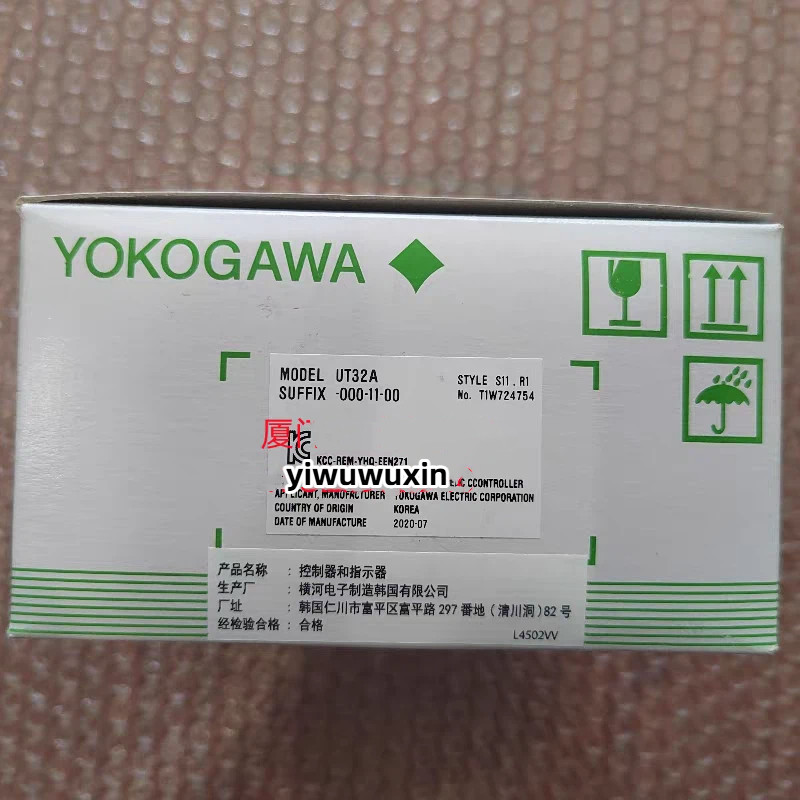 YOKOGAWA
MODEL UT32A
SUFFIX -000-11-00
STYLE S11.R1
No. T1W724754
厦门
KCC-REM-YHQ-EEN271
yiwuwuxin
CCONTROLLER
APPLICANT, MANUFACTURER YOKOGAWA ELECTRIC CORPORATION
COUNTRY OF ORIGIN KOREA
DATE OF MANUFACTURE 2020-07
产品名称 : 控制器和指示器
生产厂 : 横河电子制造韩国有限公司
厂址 : 韩国仁川市富平区富平路 297 番地 (清川洞) 82 号
经检验合格 : 合格
L4502VV